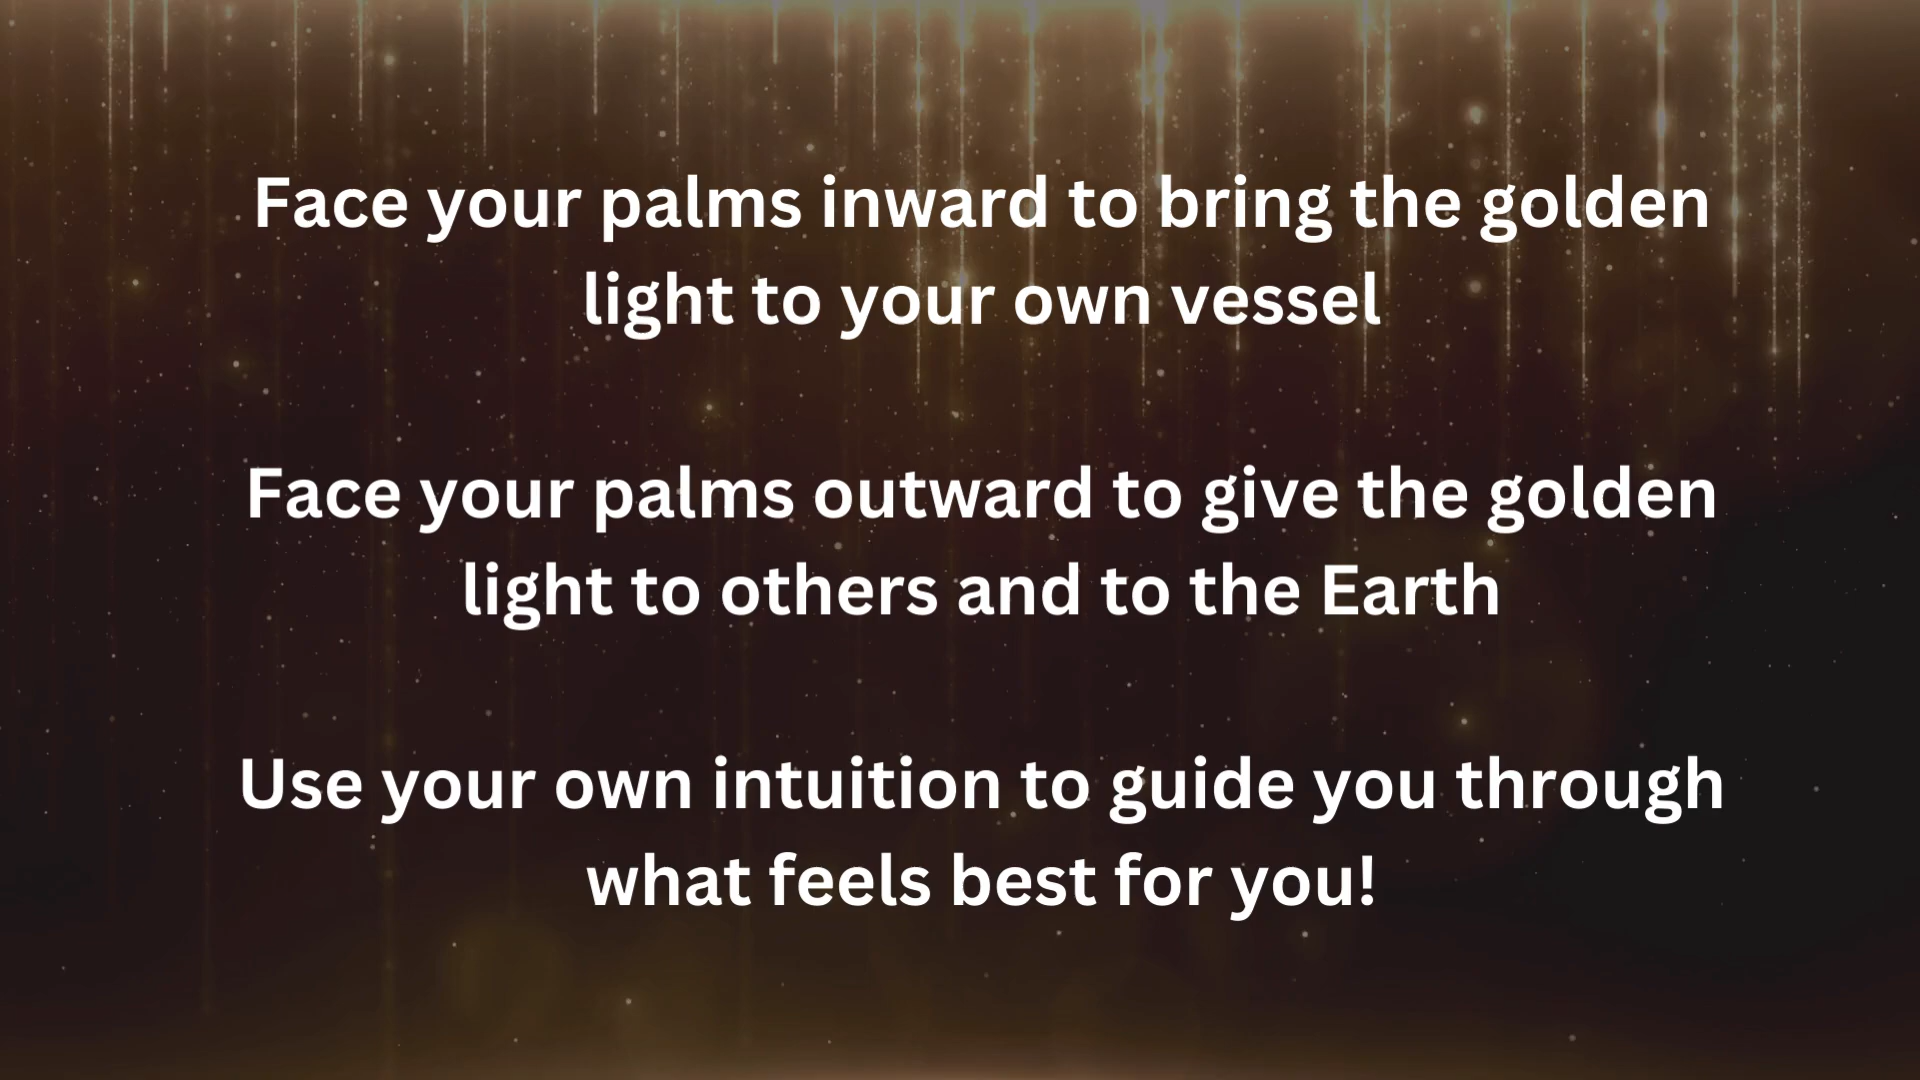 Face your palms inward to bring the golden
light to your own vessel
Face your palms outward to give the golden
light to others and to the Earth
Use your own intuition to guide you through
what feels best for you!